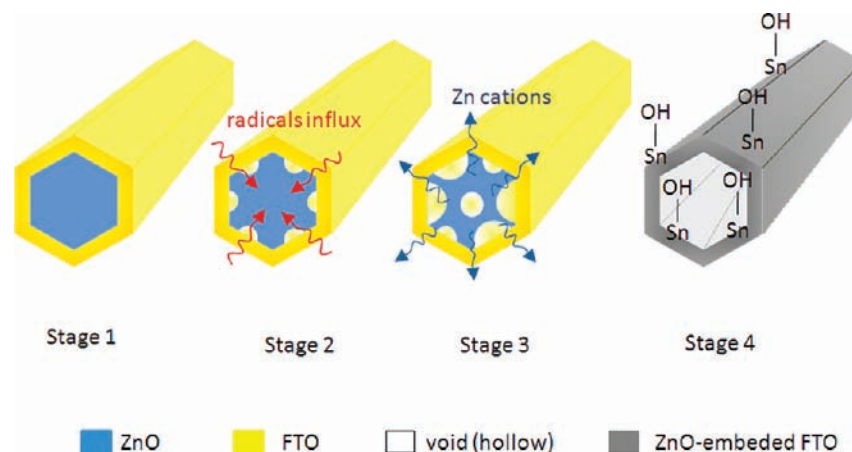 radicals influx
Zn cations
OH
Sn
OH
Sn
OH
Sn
OH
Sn
OH
Sn
Stage 1
Stage 2
Stage 3
Stage 4
ZnO
FTO
void (hollow)
ZnO-embeded FTO